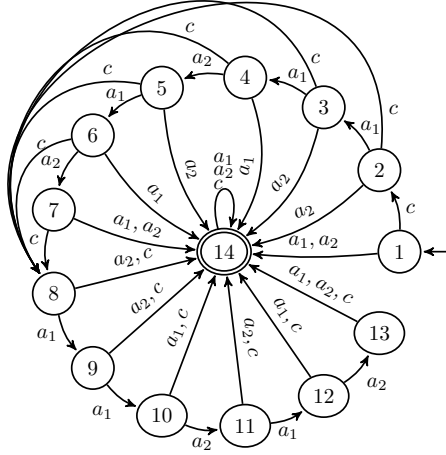 c
c
a₂
4
c
5
a₁
3
c
a₁
a₁
6
a₂
a₁
a₁
a₂
c
a₂
a₁
a₂
2
c
a₂
a₁
a₂
c
7
a₁, a₂
14
a₁, a₂
1
c
8
a₂, c
a₁
9
a₂, c
a₁, c
a₂, c
a₁, c
a₁, a₂, c
13
a₁
10
a₂
11
a₁
12
a₂